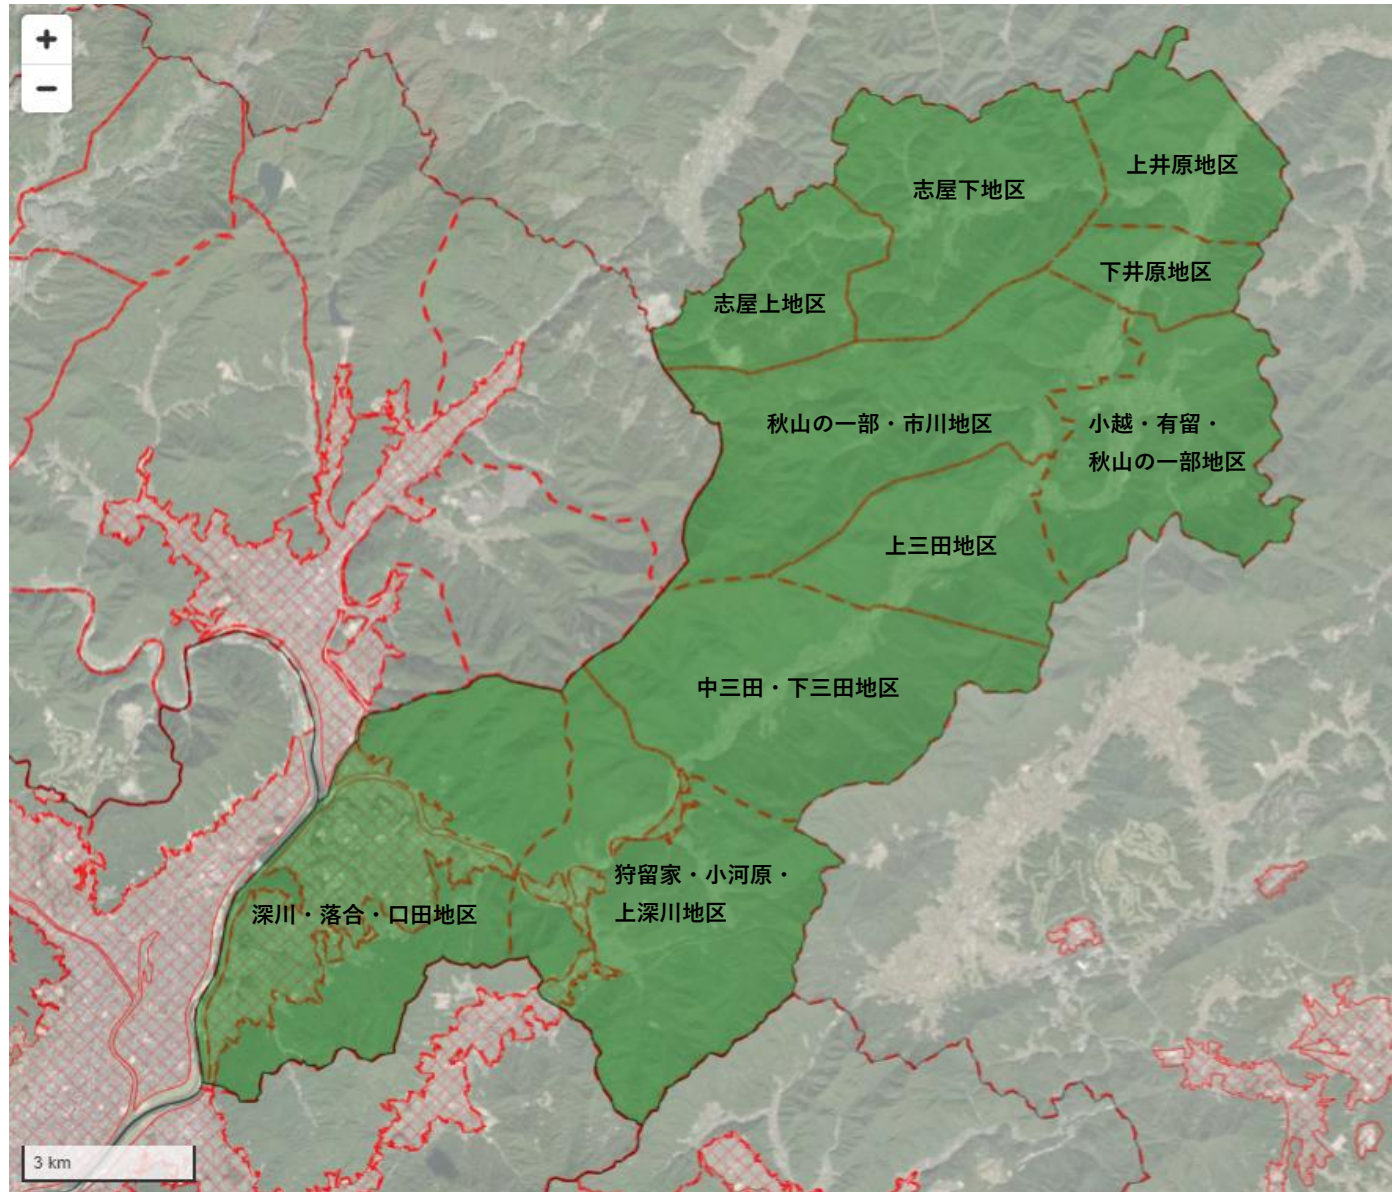 +
−
上井原地区
志屋下地区
下井原地区
志屋上地区
秋山の一部・市川地区
小越・有留・
秋山の一部地区
上三田地区
中三田・下三田地区
狩留家・小河原・
上深川地区
深川・落合・口田地区
3 km